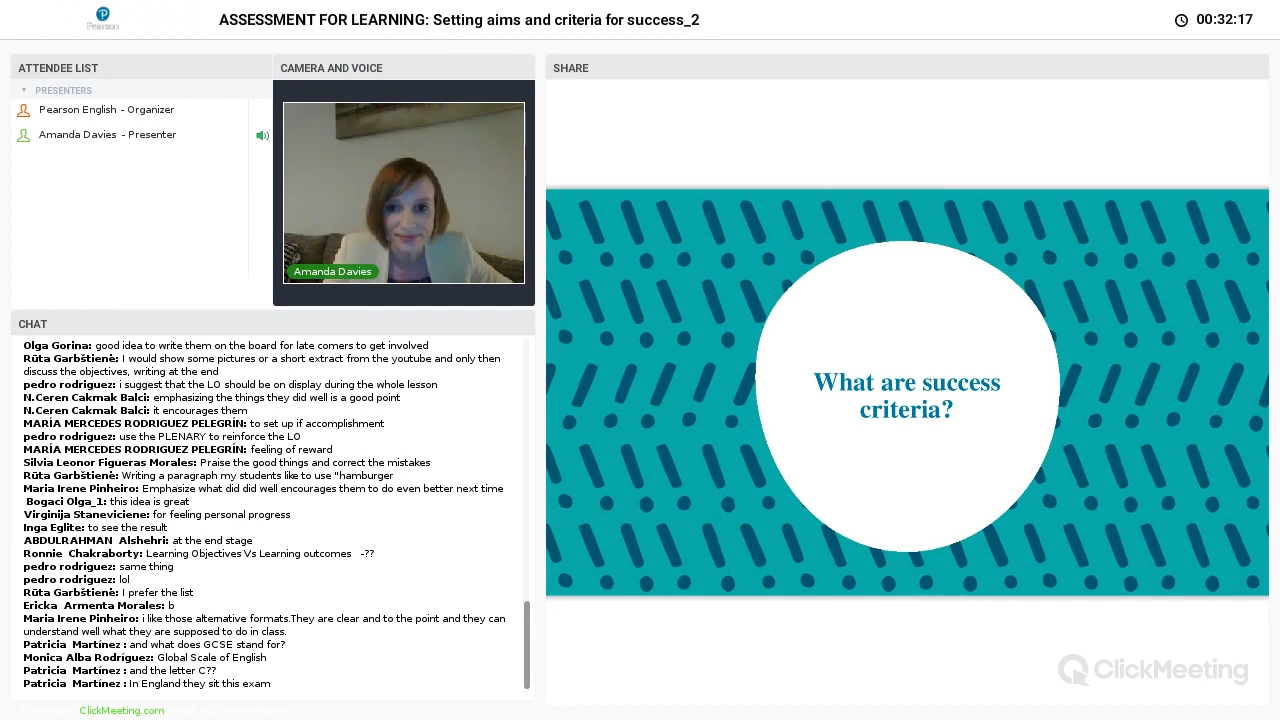 Pearson
ASSESSMENT FOR LEARNING: Setting aims and criteria for success_2
00:32:17
ATTENDEE LIST
PRESENTERS
Pearson English - Organizer
Amanda Davies - Presenter
CAMERA AND VOICE
Amanda Davies
CHAT
Olga Gorina: good idea to write them on the board for late comers to get involved
Rūta Garbštienė: I would show some pictures or a short extract from the youtube and only then
discuss the objectives, writing at the end
pedro rodriguez: i suggest that the LO should be on display during the whole lesson
N.Ceren Cakmak Balci: emphasizing the things they did well is a good point
N.Ceren Cakmak Balci: it encourages them
MARÍA MERCEDES RODRIGUEZ PELEGRÍN: to set up if accomplishment
pedro rodriguez: use the PLENARY to reinforce the LO
MARÍA MERCEDES RODRIGUEZ PELEGRÍN: feeling of reward
Silvia Leonor Figueras Morales: Praise the good things and correct the mistakes
Rūta Garbštienė: Writing a paragraph my students like to use "hamburger
Maria Irene Pinheiro: Emphasize what did did well encourages them to do even better next time
Bogaci Olga_1: this idea is great
Virginija Staneviciene: for feeling personal progress
Inga Eglite: to see the result
ABDULRAHMAN Alshehri: at the end stage
Ronnie Chakraborty: Learning Objectives Vs Learning outcomes -??
pedro rodriguez: same thing
pedro rodriguez: lol
Rūta Garbštienė: I prefer the list
Ericka Armenta Morales: b
Maria Irene Pinheiro: i like those alternative formats.They are clear and to the point and they can
understand well what they are supposed to do in class.
Patricia Martínez : and what does GCSE stand for?
Monica Alba Rodríguez: Global Scale of English
Patricia Martínez : and the letter C??
Patricia Martínez : In England they sit this exam
ClickMeeting.com
SHARE
What are success
criteria?
ClickMeeting